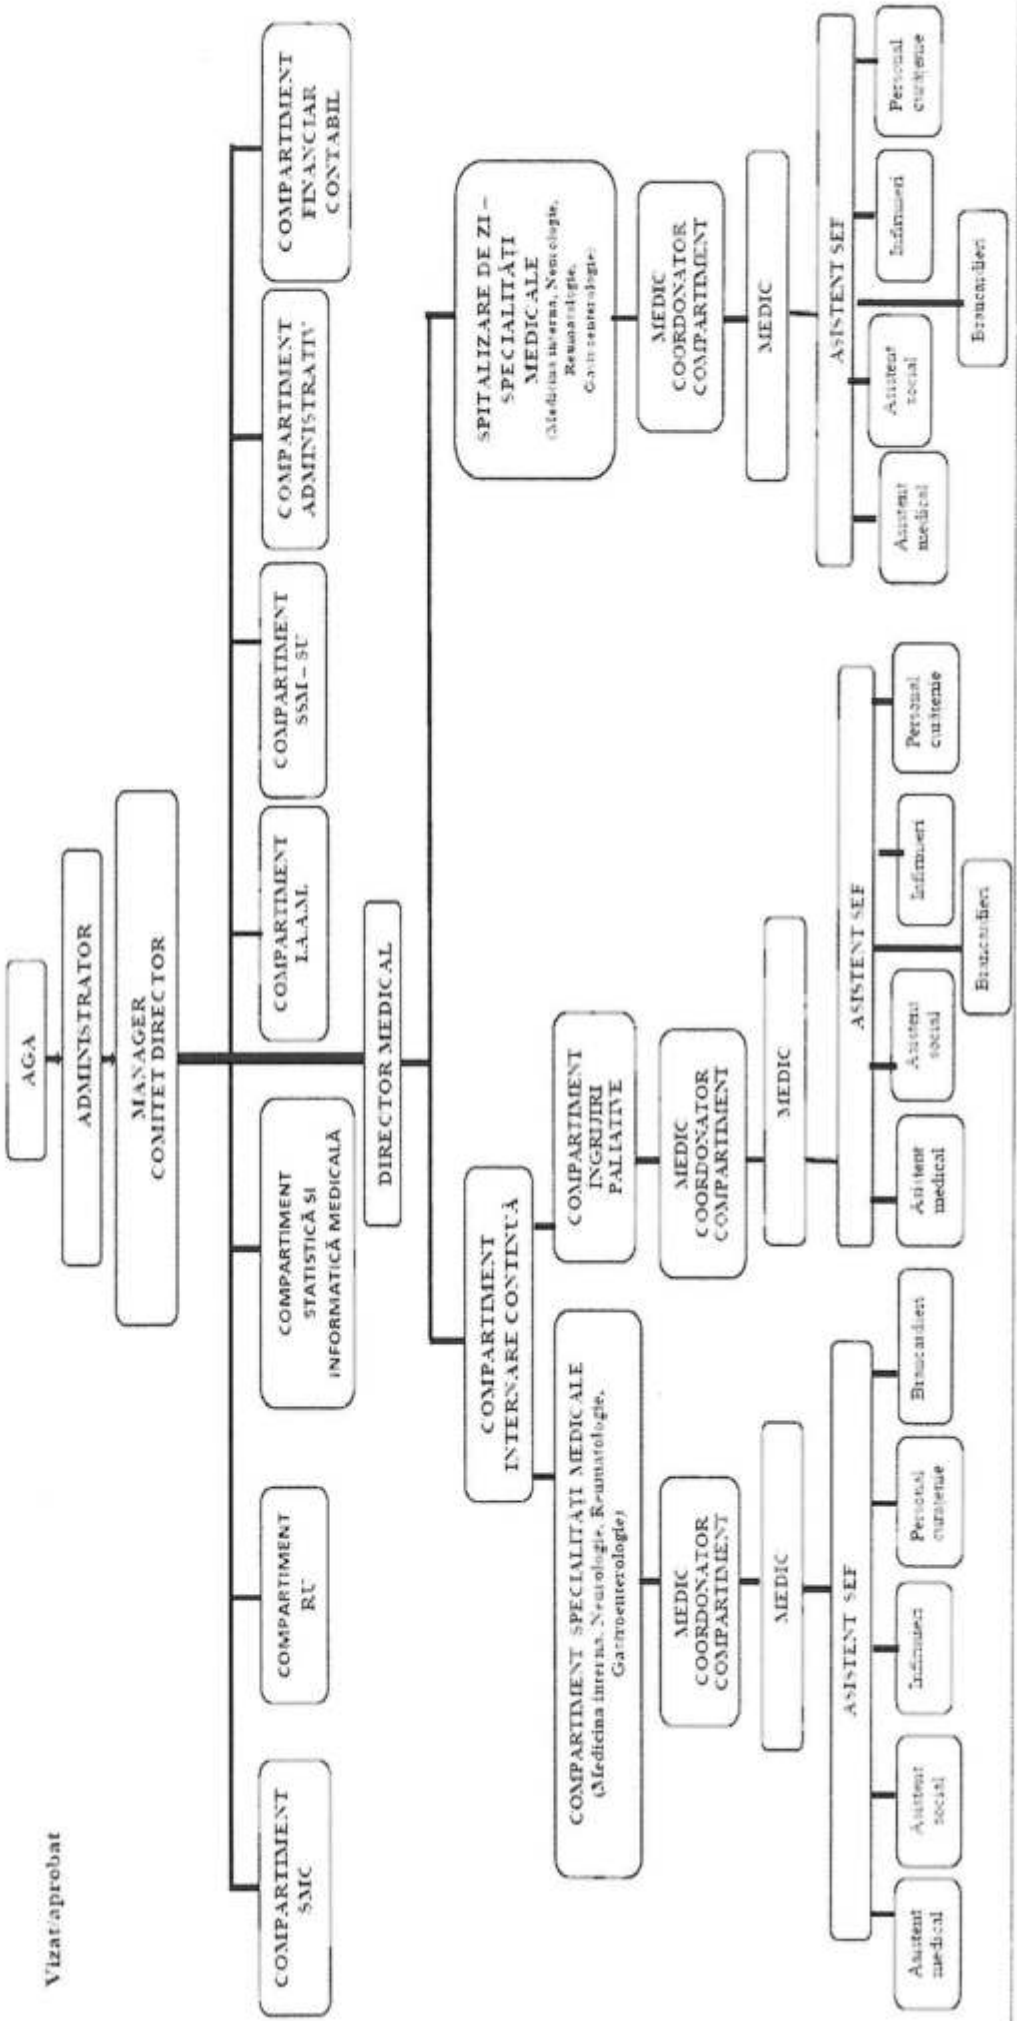 Vizat/aprobat
AGA
ADMINISTRATOR
MANAGER
COMITET DIRECTOR
COMPARTIMENT
SMC
COMPARTIMENT
RU
COMPARTIMENT
STATISTICĂ SI
INFORMATICĂ MEDICALĂ
COMPARTIMENT
I.A.A.M.
COMPARTIMENT
SSM – SU
COMPARTIMENT
ADMINISTRATIV
COMPARTIMENT
FINANCIAR
CONTABIL
DIRECTOR MEDICAL
COMPARTIMENT
INTERNARE CONTINUĂ
SPITALIZARE DE ZI –
SPECIALITĂȚI
MEDICALE
(Medicina interna, Neurologie,
Reumatologie,
Gastroenterologie)
COMPARTIMENT SPECIALITĂȚI MEDICALE
(Medicina interna, Neurologie, Reumatologie,
Gastroenterologie)
COMPARTIMENT
INGRIJIRI
PALIATIVE
MEDIC
COORDONATOR
COMPARTIMENT
MEDIC
COORDONATOR
COMPARTIMENT
MEDIC
COORDONATOR
COMPARTIMENT
MEDIC
MEDIC
MEDIC
ASISTENT SEF
ASISTENT SEF
ASISTENT SEF
Asistent
medical
Asistent
social
Infirmieri
Personal
curațenie
Brancardieri
Asistent
medical
Asistent
social
Infirmieri
Personal
curățenie
Brancardieri
Asistent
medical
Asistent
social
Infirmieri
Personal
curațenie
Brancardieri